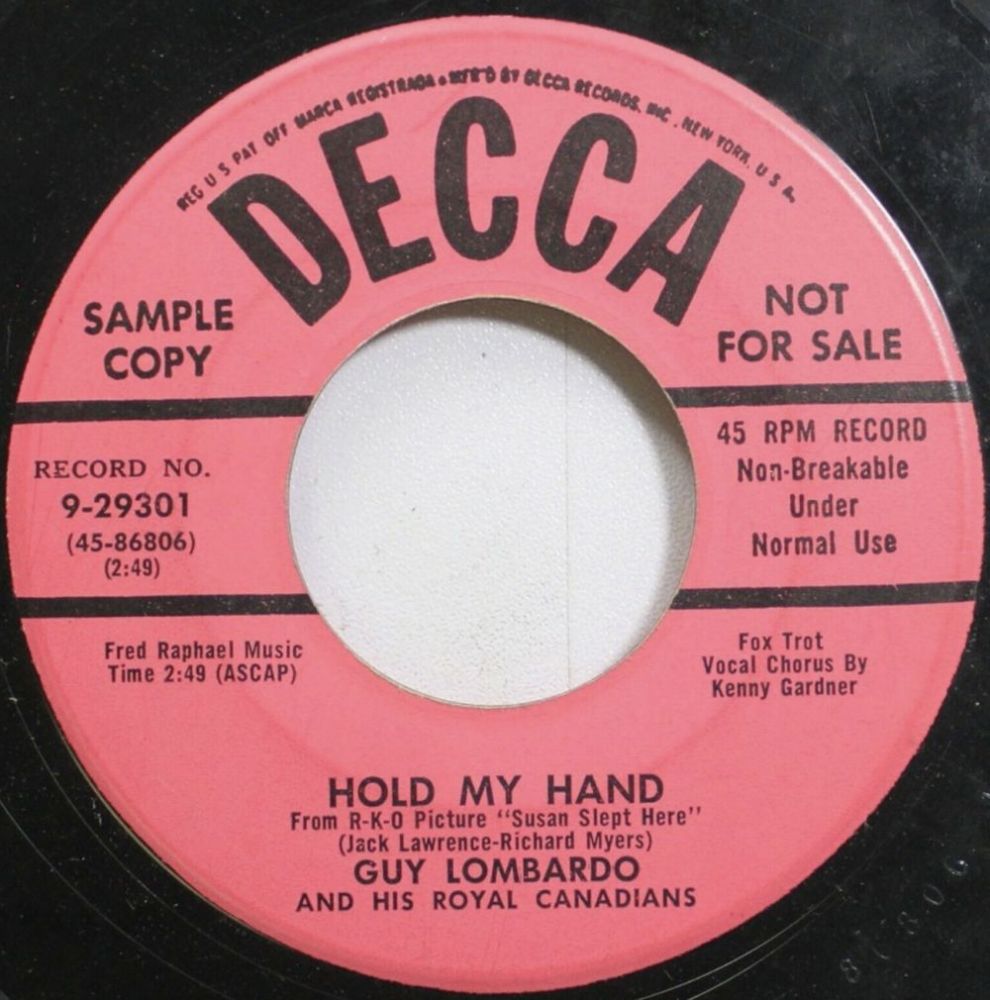 REG U S PAT OFF MARCA REGISTRADA • MFR'D BY DECCA RECORDS, INC., NEW YORK, U S A.
DECCA
SAMPLE
COPY
NOT
FOR SALE
RECORD NO.
9-29301
(45-86806)
(2:49)
45 RPM RECORD
Non-Breakable
Under
Normal Use
Fred Raphael Music
Time 2:49 (ASCAP)
Fox Trot
Vocal Chorus By
Kenny Gardner
HOLD MY HAND
From R-K-O Picture "Susan Slept Here"
(Jack Lawrence-Richard Myers)
GUY LOMBARDO
AND HIS ROYAL CANADIANS